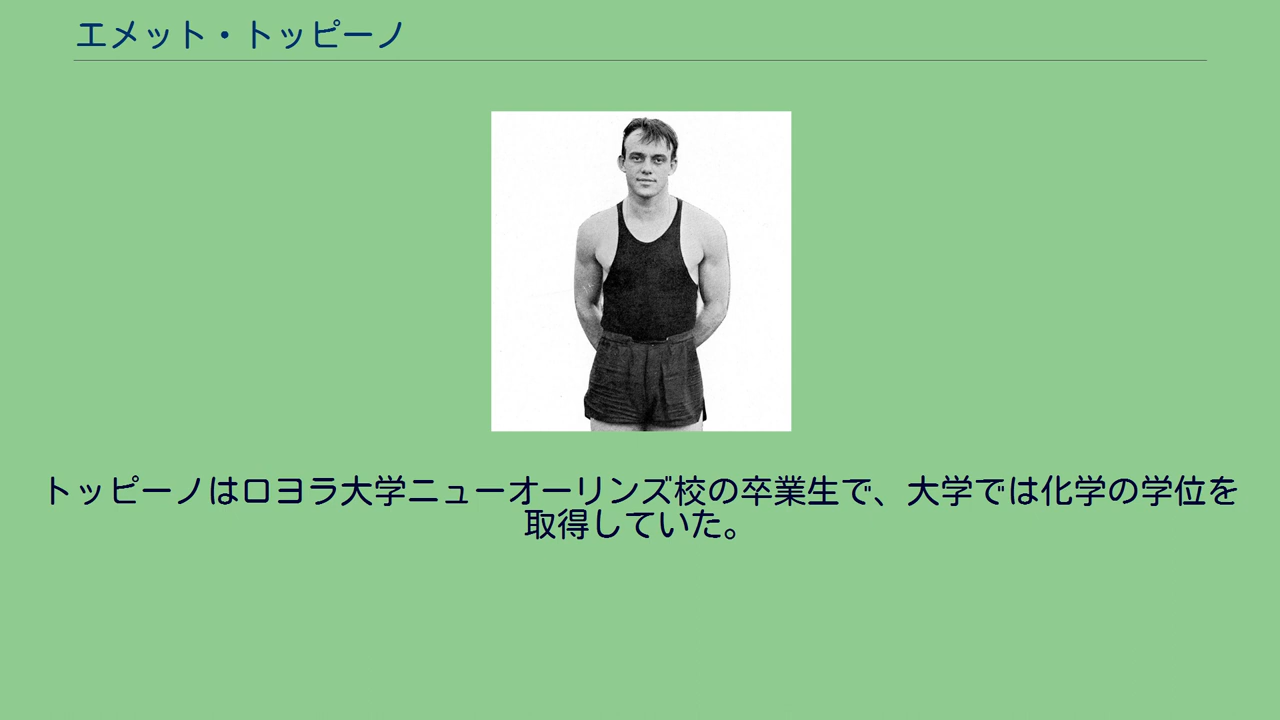 エメット・トッピーノ
トッピーノはロヨラ大学ニューオーリンズ校の卒業生で、大学では化学の学位を
取得していた。